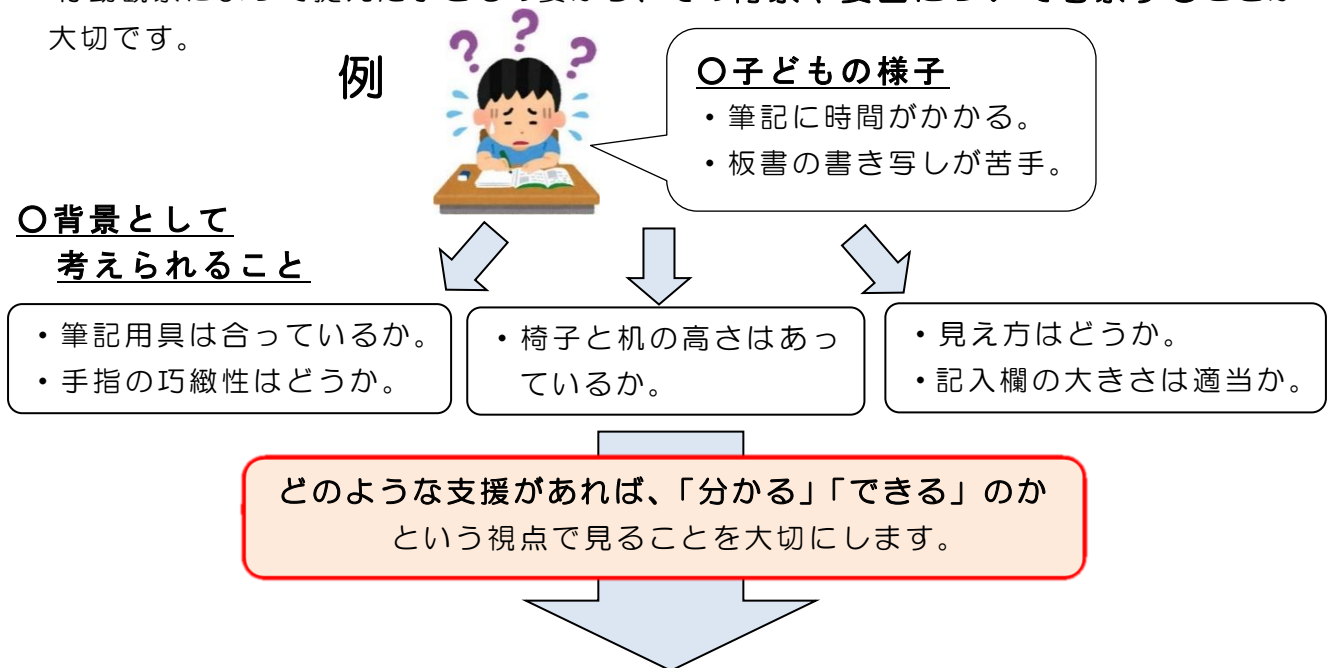 大切です。
例
〇子どもの様子
・筆記に時間がかかる。
・板書の書き写しが苦手。
〇背景として
考えられること
・筆記用具は合っているか。
・手指の巧緻性はどうか。
・椅子と机の高さはあっ
ているか。
・見え方はどうか。
・記入欄の大きさは適当か。
どのような支援があれば、「分かる」「できる」のか
という視点で見ることを大切にします。